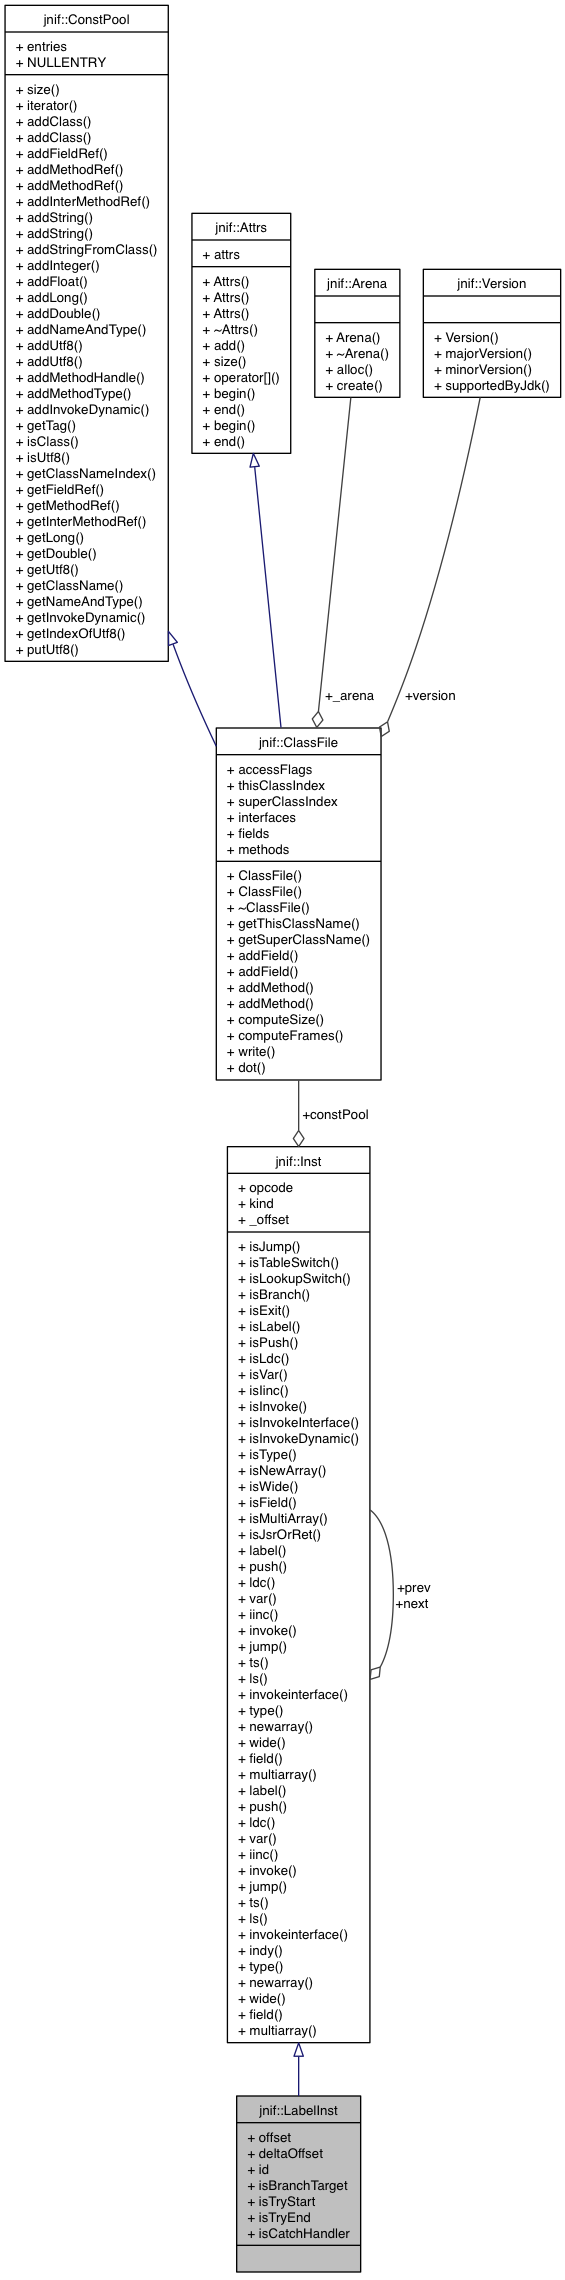 jnif::ConstPool
+ entries
+ NULLENTRY
+ size()
+ iterator()
+ addClass()
+ addClass()
+ addFieldRef()
+ addMethodRef()
+ addMethodRef()
+ addInterMethodRef()
+ addString()
+ addString()
+ addStringFromClass()
+ addInteger()
+ addFloat()
+ addLong()
+ addDouble()
+ addNameAndType()
+ addUtf8()
+ addUtf8()
+ addMethodHandle()
+ addMethodType()
+ addInvokeDynamic()
+ getTag()
+ isClass()
+ isUtf8()
+ getClassNameIndex()
+ getFieldRef()
+ getMethodRef()
+ getInterMethodRef()
+ getLong()
+ getDouble()
+ getUtf8()
+ getClassName()
+ getNameAndType()
+ getInvokeDynamic()
+ getIndexOfUtf8()
+ putUtf8()
jnif::Attrs
+ attrs
+ Attrs()
+ Attrs()
+ Attrs()
+ ~Attrs()
+ add()
+ size()
+ operator[]()
+ begin()
+ end()
+ begin()
+ end()
jnif::Arena
+ Arena()
+ ~Arena()
+ alloc()
+ create()
jnif::Version
+ Version()
+ majorVersion()
+ minorVersion()
+ supportedByJdk()
+_arena
+version
jnif::ClassFile
+ accessFlags
+ thisClassIndex
+ superClassIndex
+ interfaces
+ fields
+ methods
+ ClassFile()
+ ClassFile()
+ ~ClassFile()
+ getThisClassName()
+ getSuperClassName()
+ addField()
+ addField()
+ addMethod()
+ addMethod()
+ computeSize()
+ computeFrames()
+ write()
+ dot()
+constPool
jnif::Inst
+ opcode
+ kind
+ _offset
+ isJump()
+ isTableSwitch()
+ isLookupSwitch()
+ isBranch()
+ isExit()
+ isLabel()
+ isPush()
+ isLdc()
+ isVar()
+ isIinc()
+ isInvoke()
+ isInvokeInterface()
+ isInvokeDynamic()
+ isType()
+ isNewArray()
+ isWide()
+ isField()
+ isMultiArray()
+ isJsrOrRet()
+ label()
+ push()
+ ldc()
+ var()
+ iinc()
+ invoke()
+ jump()
+ ts()
+ ls()
+ invokeinterface()
+ type()
+ newarray()
+ wide()
+ field()
+ multiarray()
+ label()
+ push()
+ ldc()
+ var()
+ iinc()
+ invoke()
+ jump()
+ ts()
+ ls()
+ invokeinterface()
+ indy()
+ type()
+ newarray()
+ wide()
+ field()
+ multiarray()
+prev
+next
jnif::LabelInst
+ offset
+ deltaOffset
+ id
+ isBranchTarget
+ isTryStart
+ isTryEnd
+ isCatchHandler